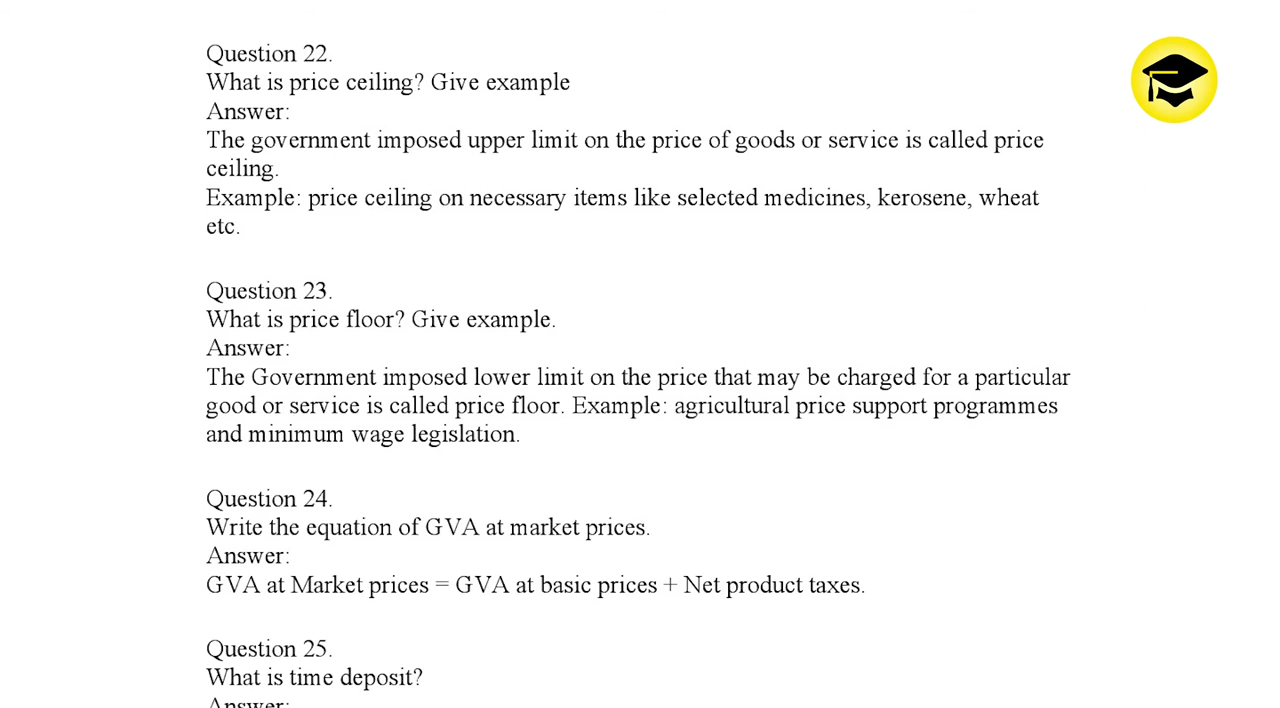 Question 22.
What is price ceiling? Give example
Answer:
The government imposed upper limit on the price of goods or service is called price
ceiling.
Example: price ceiling on necessary items like selected medicines, kerosene, wheat
etc.
Question 23.
What is price floor? Give example.
Answer:
The Government imposed lower limit on the price that may be charged for a particular
good or service is called price floor. Example: agricultural price support programmes
and minimum wage legislation.
Question 24.
Write the equation of GVA at market prices.
Answer:
GVA at Market prices = GVA at basic prices + Net product taxes.
Question 25.
What is time deposit?
Answer: